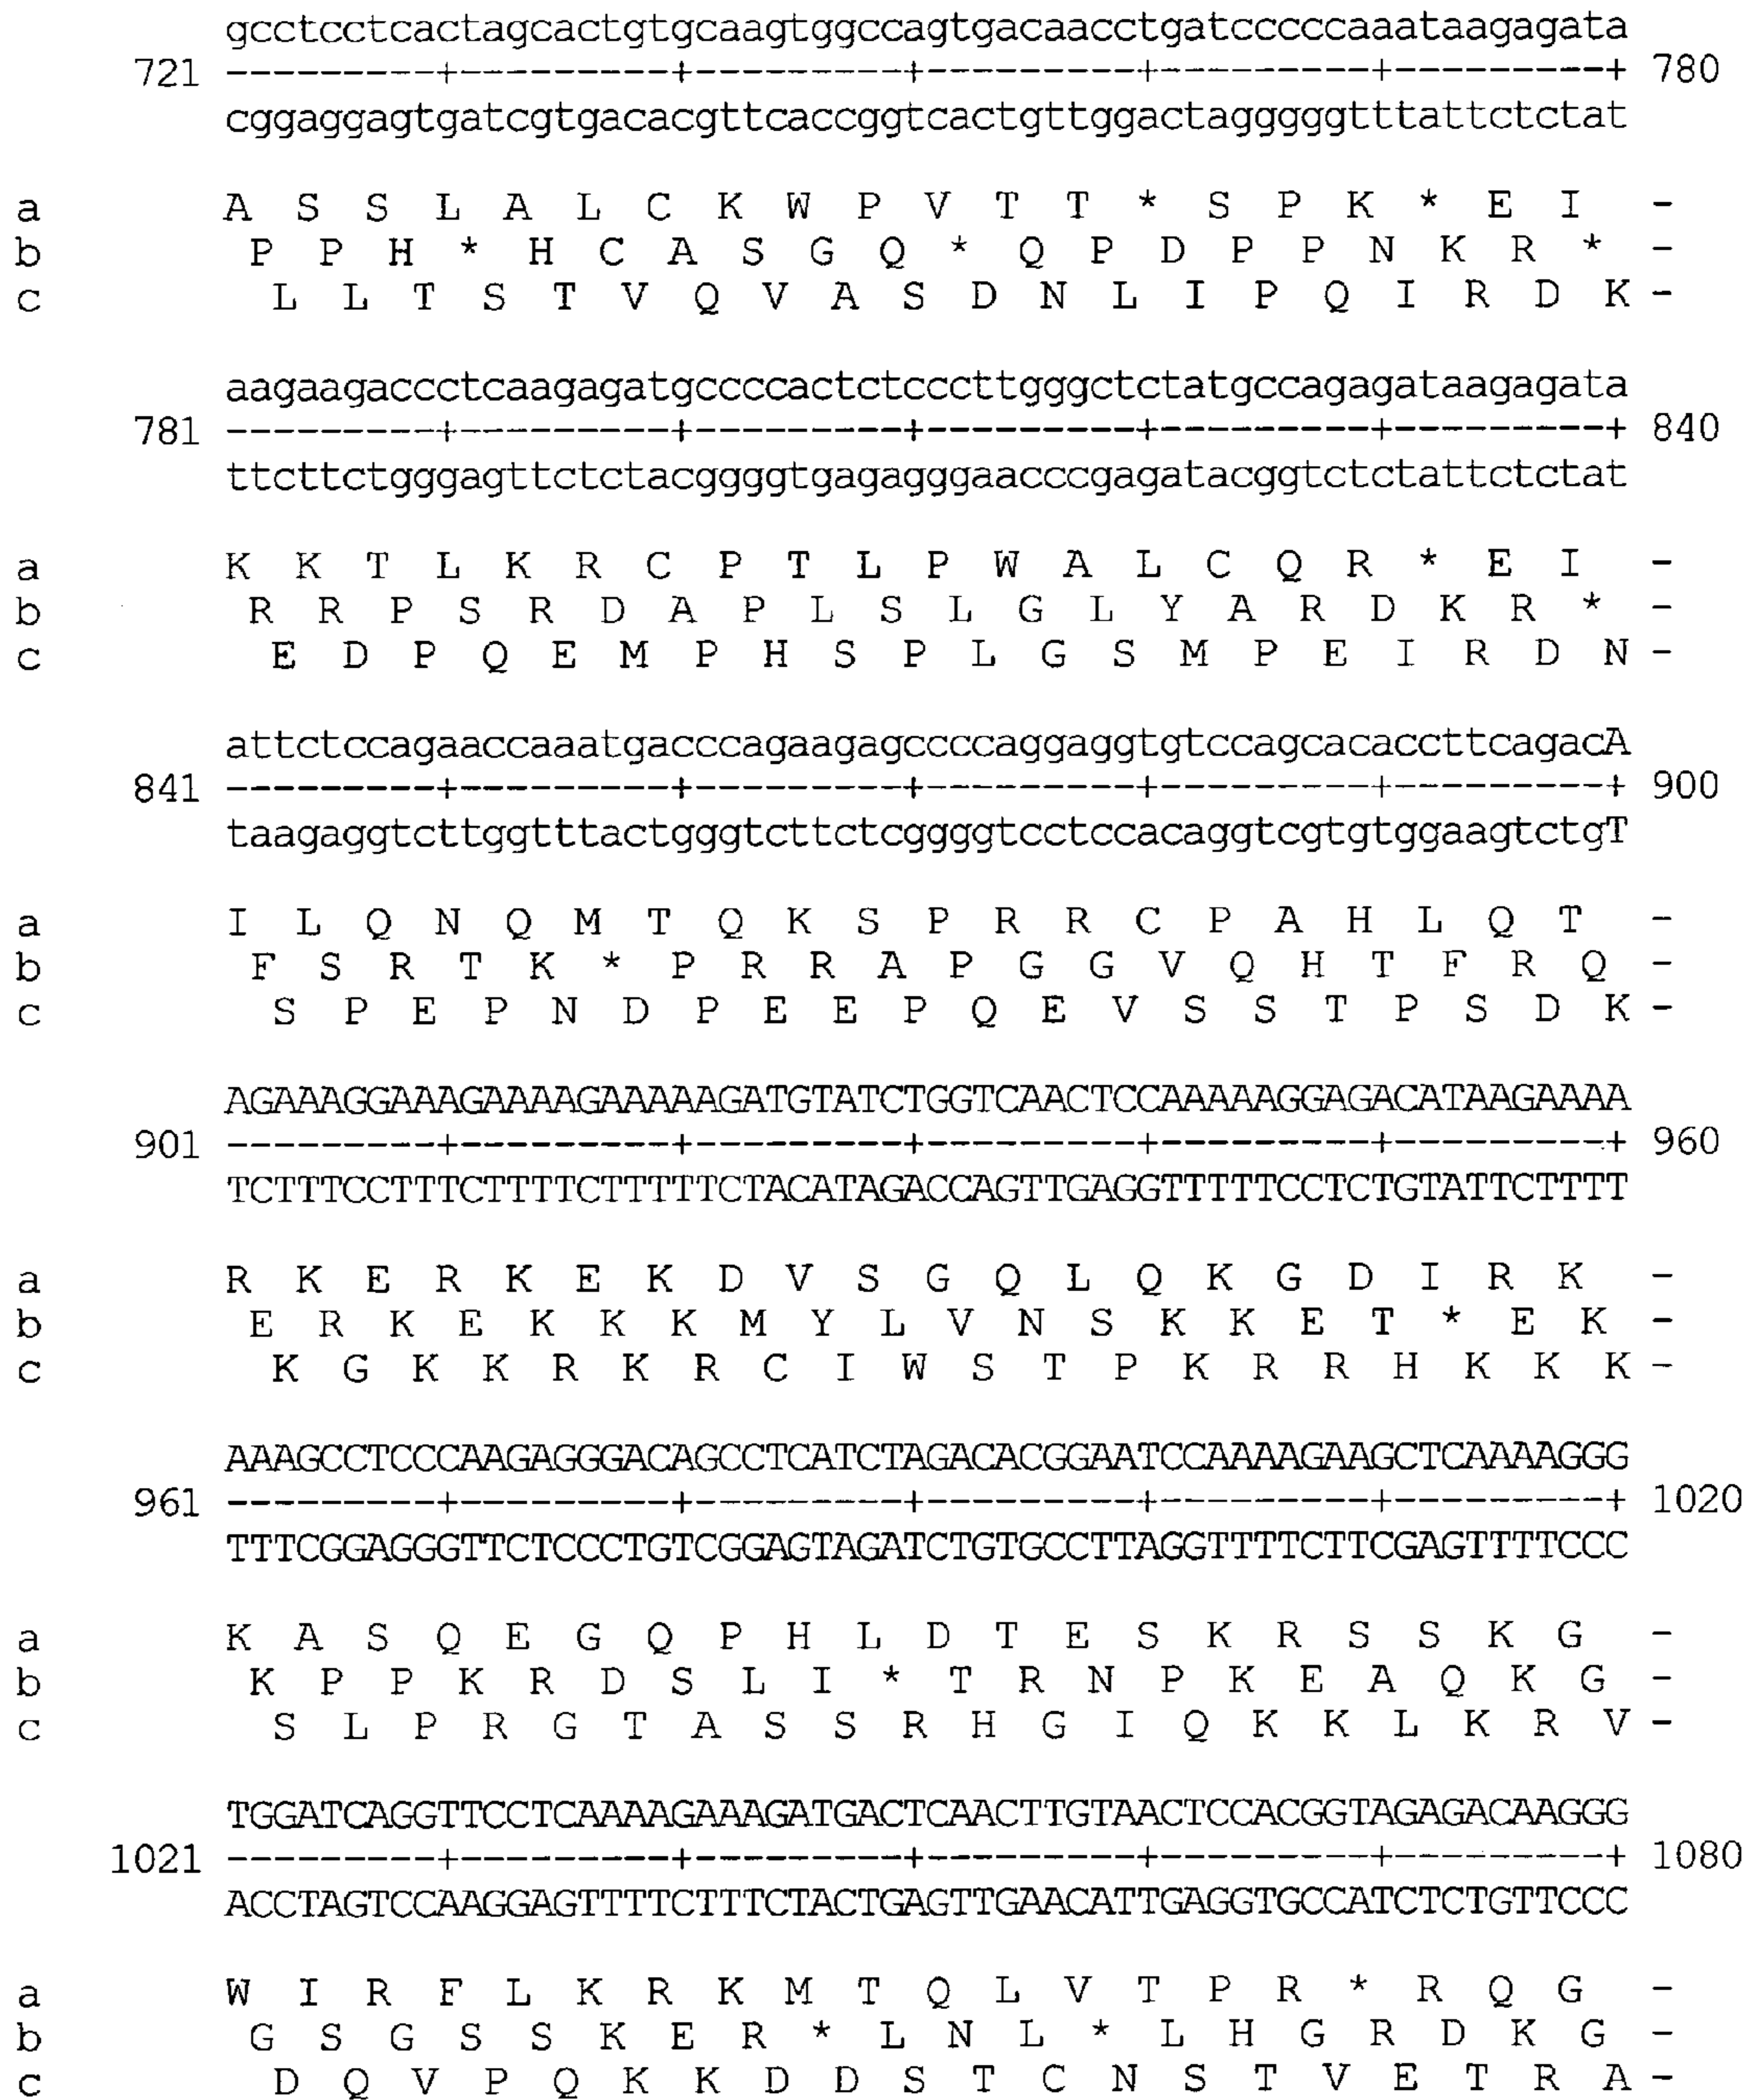 gcctcctcactagcactgtgcaagtggccagtgacaacctgatcccccaaataagagata
721 ---------+---------+---------+---------+---------+---------+ 780
cggaggagtgatcgtgacacgttcaccggtcactgttggactagggggtttattctctat
a A S S L A L C K W P V T T * S P K * E I -
b P P H * H C A S G Q * Q P D P P N K R * -
c L L T S T V Q V A S D N L I P Q I R D K -
aagaagaccctcaagagatgccccactctcccttgggctctatgccagagataagagata
781 ---------+---------+---------+---------+---------+---------+ 840
ttcttctgggagttctctacggggtgagagggaacccgagatacggtctctattctctat
a K K T L K R C P T L P W A L C Q R * E I -
b R R P S R D A P L S L G L Y A R D K R * -
c E D P Q E M P H S P L G S M P E I R D N -
attctccagaaccaaatgacccagaagagccccaggaggtgtccagcacaccttcagacA
841 ---------+---------+---------+---------+---------+---------+ 900
taagaggtcttggtttactgggtcttctcggggtcctccacaggtcgtgtggaagtctgT
a I L Q N Q M T Q K S P R R C P A H L Q T -
b F S R T K * P R R A P G G V Q H T F R Q -
c S P E P N D P E E P Q E V S S T P S D K -
AGAAAGGAAAGAAAAGAAAAAGATGTATCTGGTCAACTCCAAAAAGGAGACATAAGAAAA
901 ---------+---------+---------+---------+---------+---------+ 960
TCTTTCCTTTCTTTTCTTTTTCTACATAGACCAGTTGAGGTTTTTCCTCTGTATTCTTTT
a R K E R K E K D V S G Q L Q K G D I R K -
b E R K E K K K M Y L V N S K K E T * E K -
c K G K K R K R C I W S T P K R R H K K K -
AAAGCCTCCCAAGAGGGACAGCCTCATCTAGACACGGAATCCAAAAGAAGCTCAAAAGGG
961 ---------+---------+---------+---------+---------+---------+ 1020
TTTCGGAGGGTTCTCCCTGTCGGAGTAGATCTGTGCCTTAGGTTTTCTTCGAGTTTTCCC
a K A S Q E G Q P H L D T E S K R S S K G -
b K P P K R D S L I * T R N P K E A Q K G -
c S L P R G T A S S R H G I Q K K L K R V -
TGGATCAGGTTCCTCAAAAGAAAGATGACTCAACTTGTAACTCCACGGTAGAGACAAGGG
1021 ---------+---------+---------+---------+---------+---------+ 1080
ACCTAGTCCAAGGAGTTTTCTTTCTACTGAGTTGAACATTGAGGTGCCATCTCTGTTCCC
a W I R F L K R K M T Q L V T P R * R Q G -
b G S G S S K E R * L N L * L H G R D K G -
c D Q V P Q K K D D S T C N S T V E T R A -